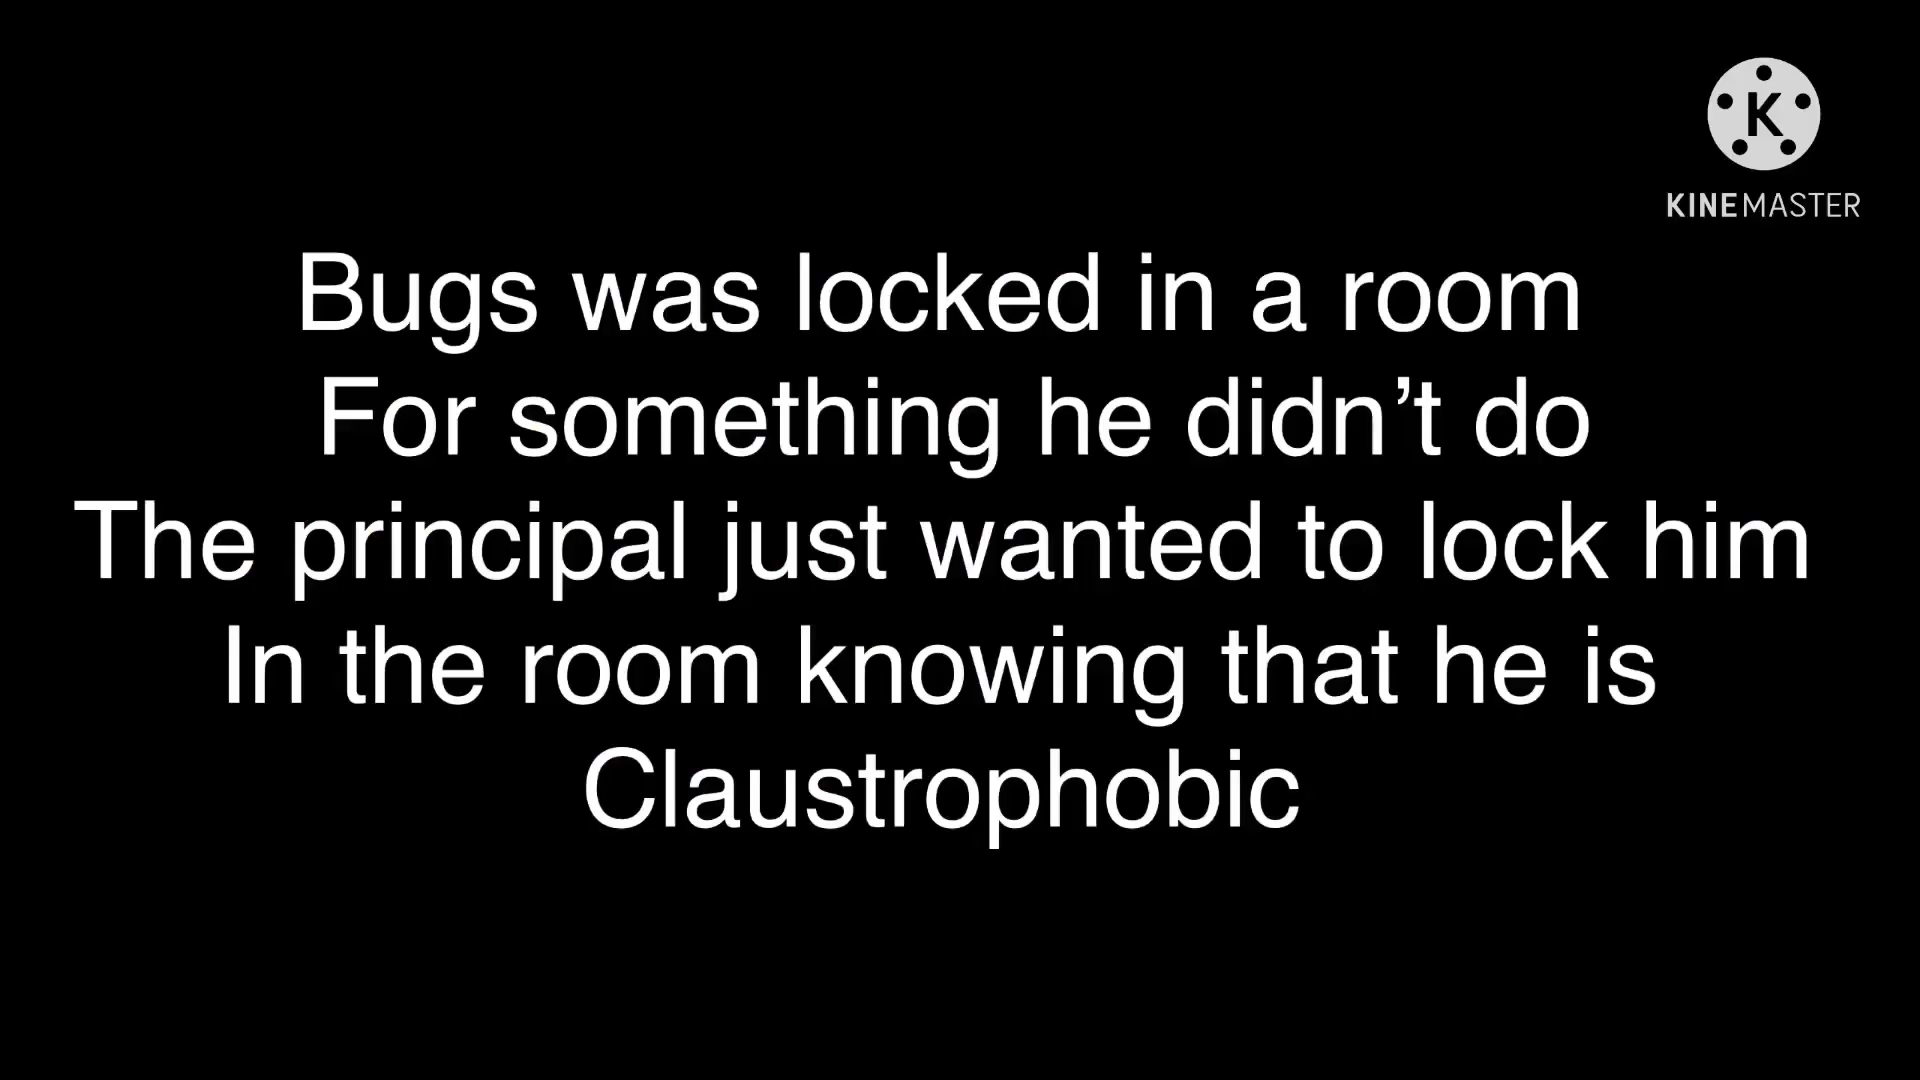 K
KINEMASTER
Bugs was locked in a room
For something he didn’t do
The principal just wanted to lock him
In the room knowing that he is
Claustrophobic